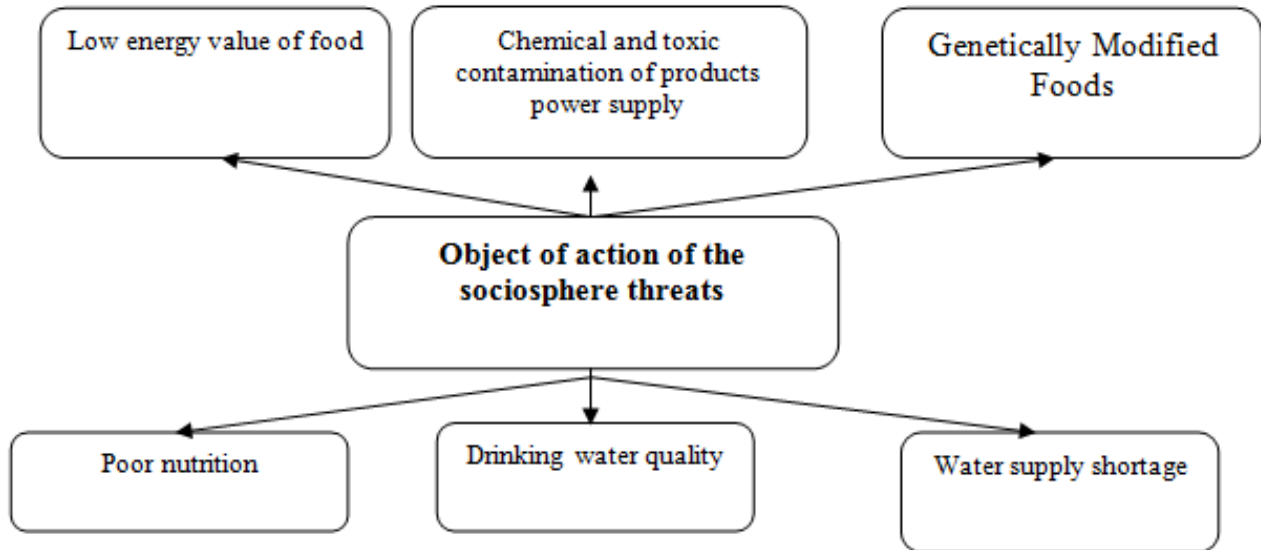 Low energy value of food
Chemical and toxic
contamination of products
power supply
Genetically Modified
Foods
Object of action of the
sociosphere threats
Poor nutrition
Drinking water quality
Water supply shortage